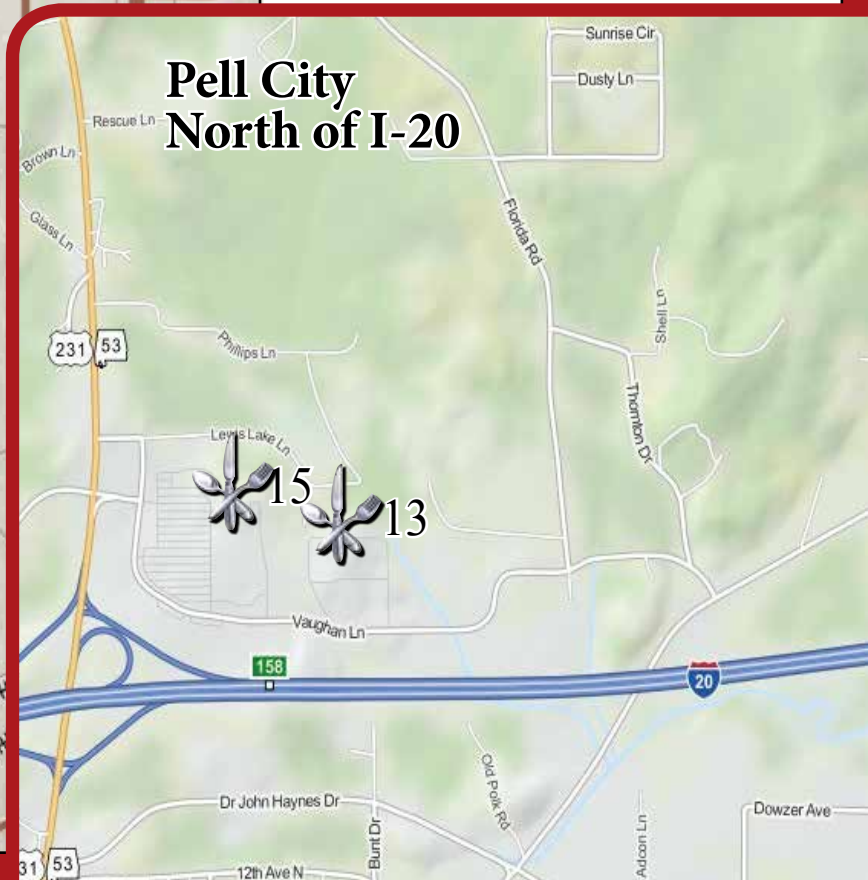 Sunrise Cir
Pell City
Dusty Ln
North of I-20
Rescue Ln
Brown Ln
Glass Ln
Florida Rd
Shell Ln
231
53
Phillips Ln
Thornton Dr
Lewis Lake Ln
15
13
Vaughan Ln
158
20
Old Polk Rd
Dr John Haynes Dr
Dowzer Ave
Bunt Dr
Adcon Ln
31
53
12th Ave N